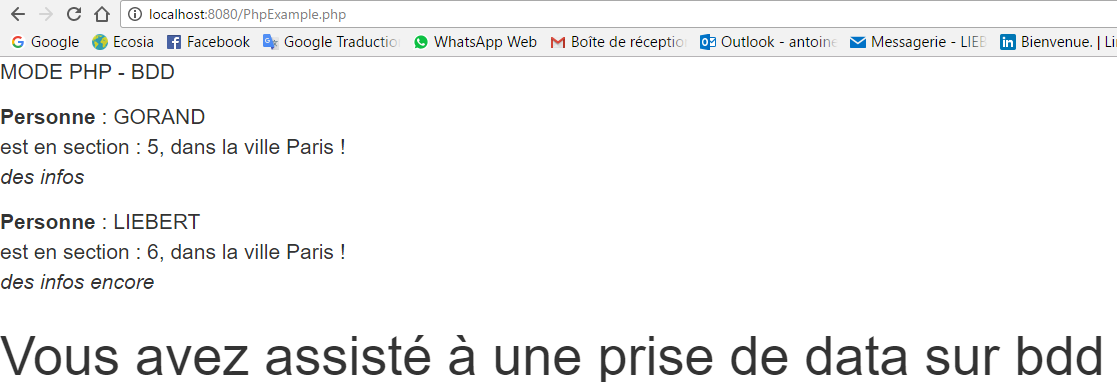 localhost:8080/PhpExample.php
Google Ecosia Facebook Google Traductio WhatsApp Web Boîte de réceptio Outlook - antoine Messagerie - LIEB Bienvenue. | Li
MODE PHP - BDD
Personne : GORAND
est en section : 5, dans la ville Paris !
des infos
Personne : LIEBERT
est en section : 6, dans la ville Paris !
des infos encore
Vous avez assisté à une prise de data sur bdd